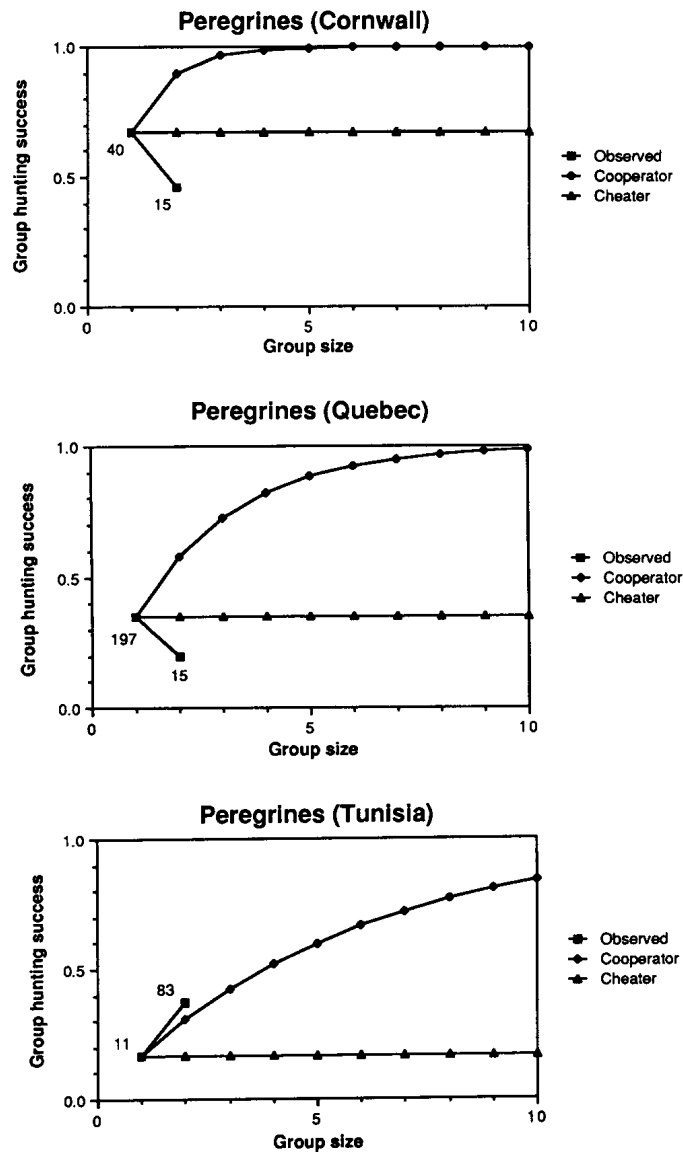 Peregrines (Cornwall)
1.0
0.5
0.0
Group hunting success
40
15
0
5
10
Group size
Observed
Cooperator
Cheater
Peregrines (Quebec)
1.0
0.5
0.0
Group hunting success
197
15
0
5
10
Group size
Observed
Cooperator
Cheater
Peregrines (Tunisia)
1.0
0.5
0.0
Group hunting success
83
11
0
5
10
Group size
Observed
Cooperator
Cheater